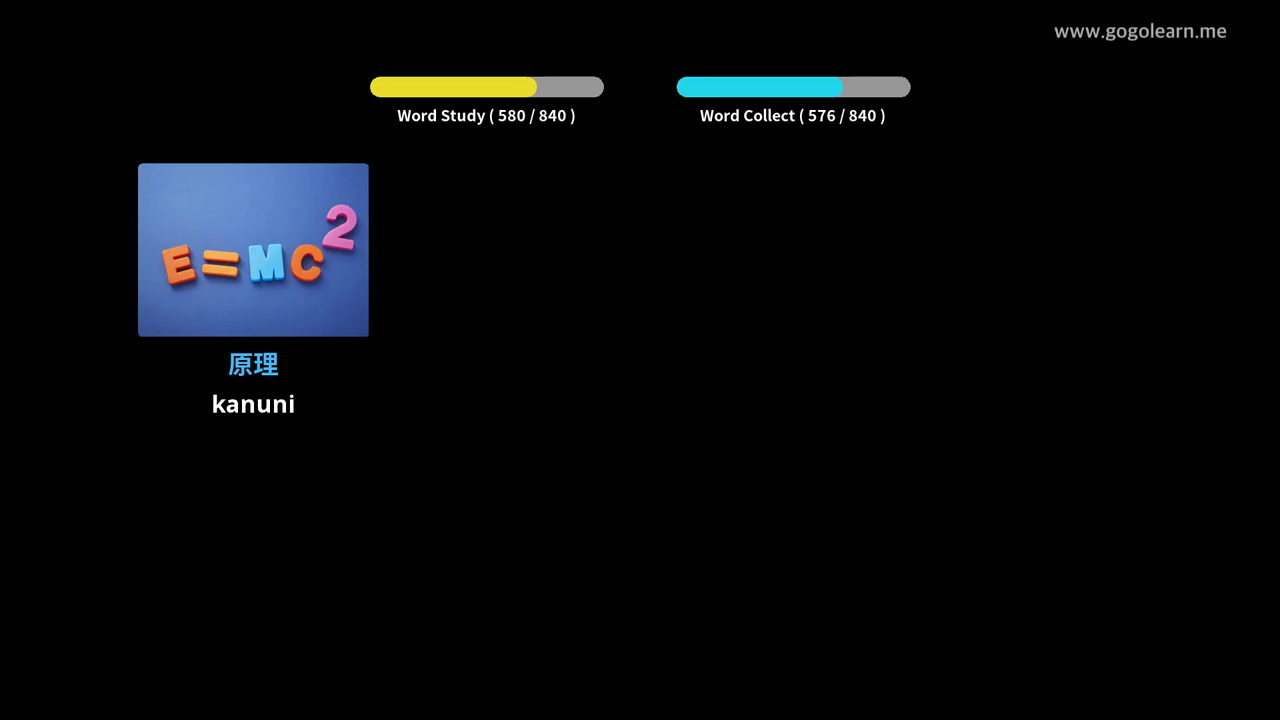 www.gogolearn.me
Word Study ( 580 / 840 )
Word Collect ( 576 / 840 )
E=MC²
原理
kanuni